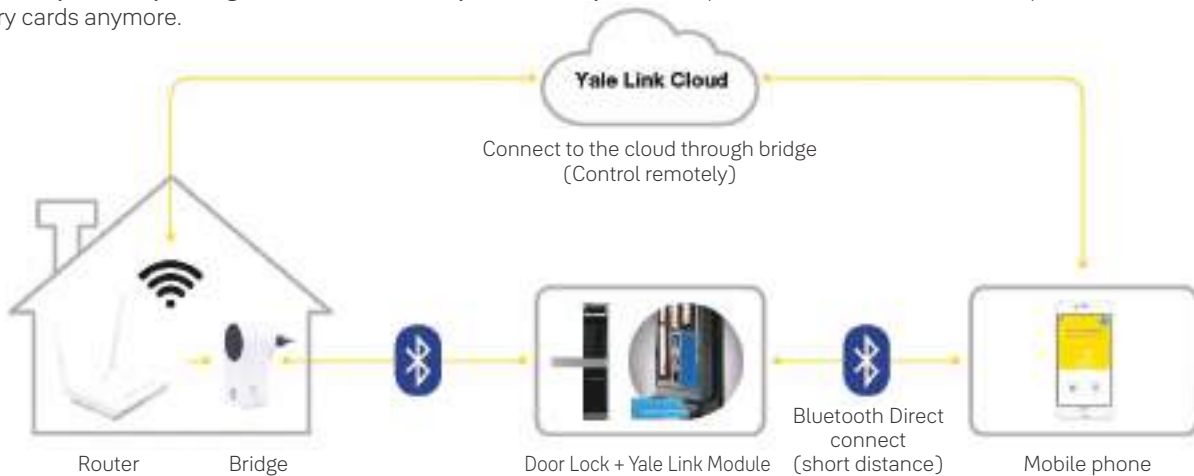 ry cards anymore.
Yale Link Cloud
Connect to the cloud through bridge
(Control remotely)
Bluetooth Direct
connect
(short distance)
Router
Bridge
Door Lock + Yale Link Module
Mobile phone